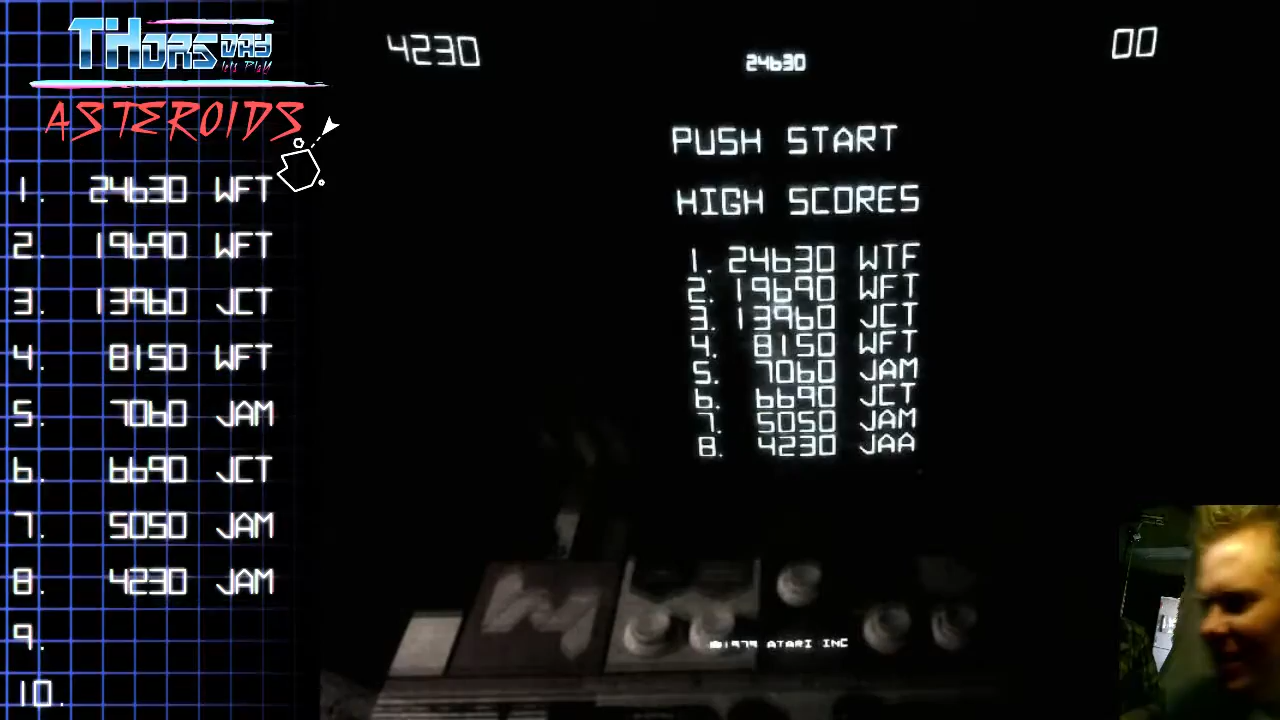 THORSDAY
Let's Play
ASTEROIDS
1. 24630 WFT
2. 19690 WFT
3. 13960 JCT
4. 8150 WFT
5. 7060 JAM
6. 6690 JCT
7. 5050 JAM
8. 4230 JAM
9.
10.
4230
24630
00
PUSH START
HIGH SCORES
1. 24630 WTF
2. 19690 WFT
3. 13960 JCT
4. 8150 WFT
5. 7060 JAM
6. 6690 JCT
7. 5050 JAM
8. 4230 JAA
©1979 ATARI INC